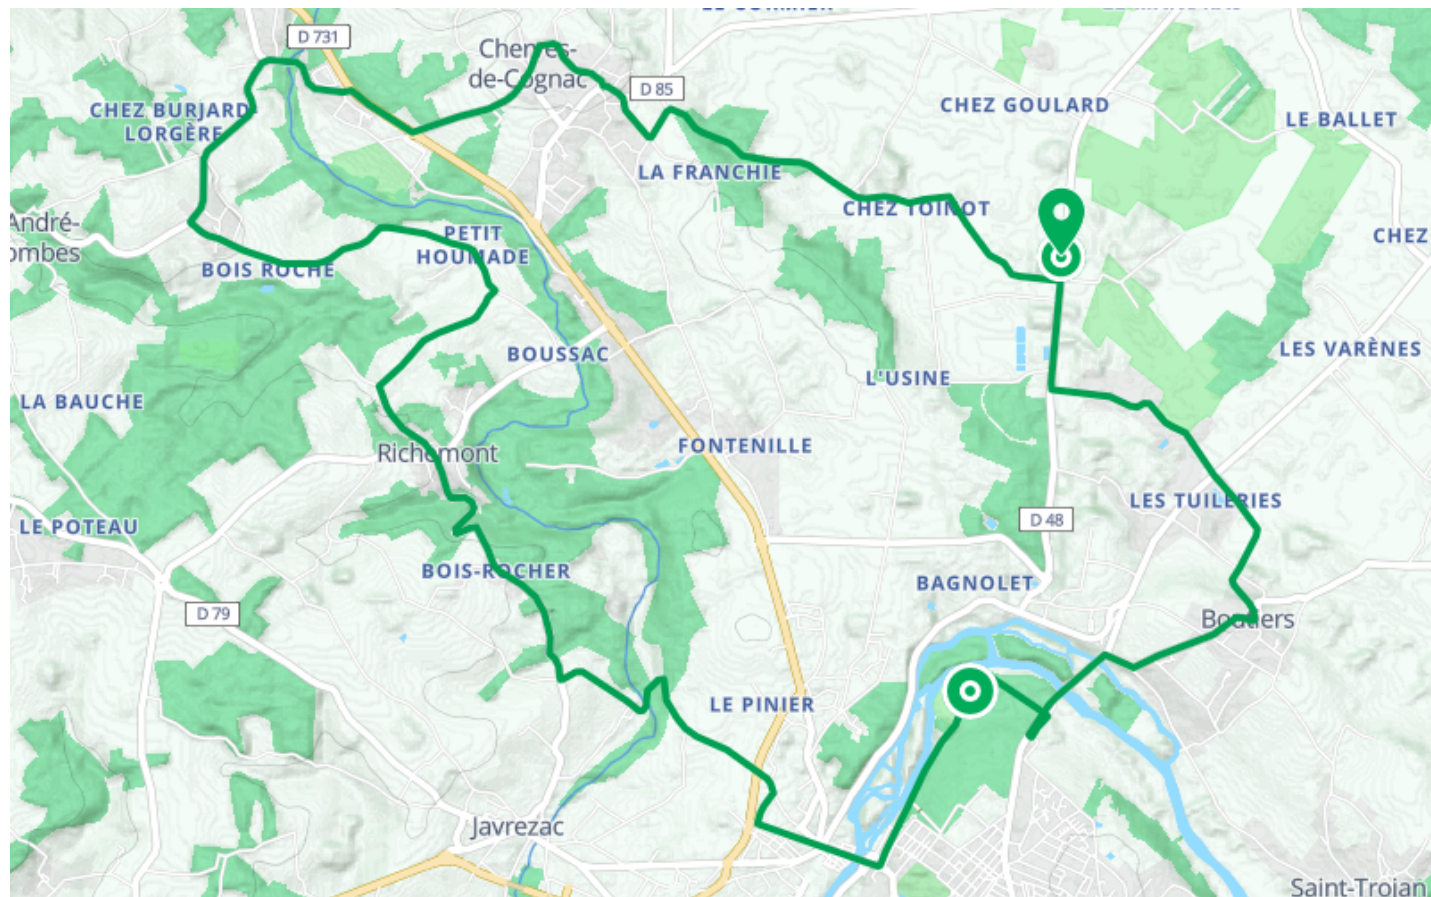 D 731
Cherves-
de-Cognac
D 85
CHEZ BURJARD-
LORGÈRE
CHEZ GOULARD
LE BALLET
LA FRANCHIE
CHEZ TOINOT
André-
ombes
PETIT
HOUMADE
CHEZ
BOIS ROCHE
BOUSSAC
LES VARÈNES
L'USINE
LA BAUCHE
Richemont
FONTENILLE
LES TUILERIES
LE POTEAU
D 48
BOIS-ROCHER
BAGNOLET
D 79
Boutiers
LE PINIER
Javrezac
Saint-Trojan